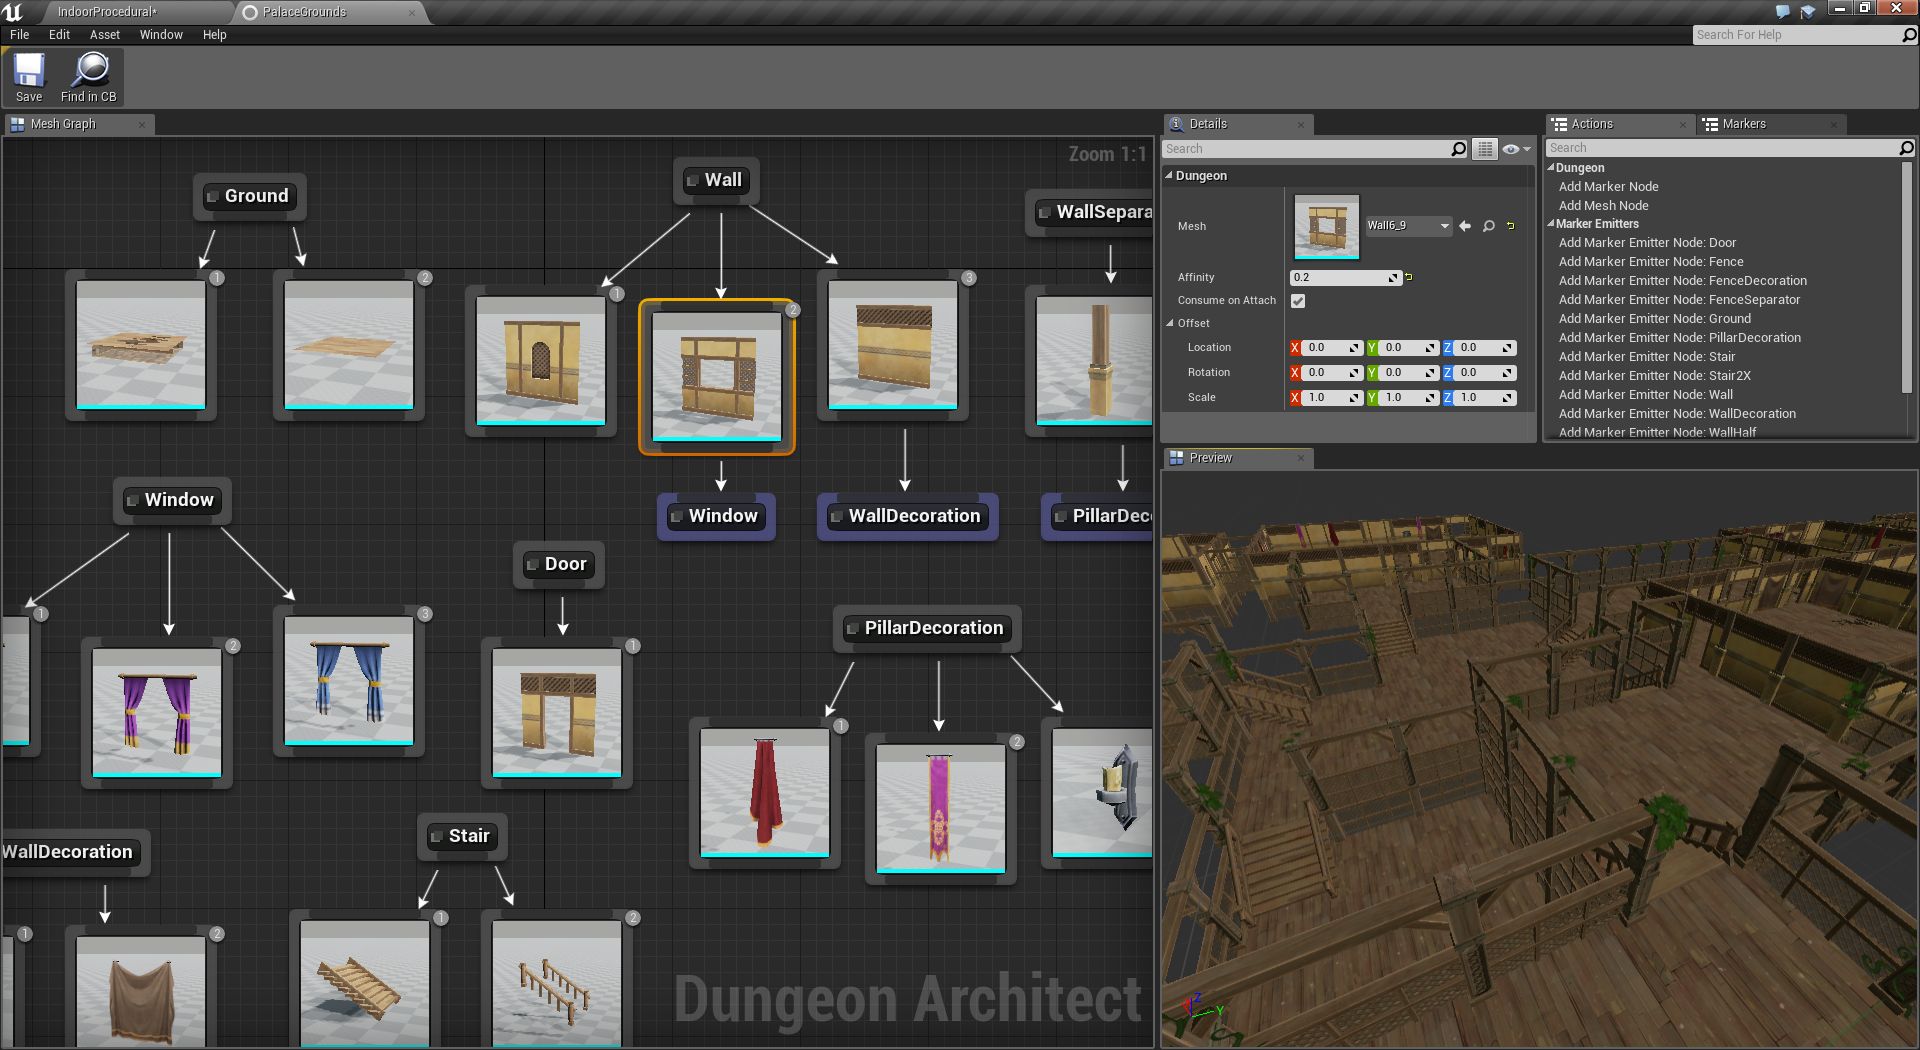 IndoorProcedural*
PalaceGrounds
File Edit Asset Window Help
Search For Help
Save
Find in CB
Mesh Graph
Zoom 1:1
Ground
1
2
Wall
1
2
3
WallSepara
Window
WallDecoration
PillarDec
Window
1
2
3
Door
1
PillarDecoration
1
2
WallDecoration
1
2
Stair
1
2
Dungeon Architect
Details
Search
Dungeon
Mesh
Wall6_9
Affinity
0.2
Consume on Attach
Offset
Location X 0.0 Y 0.0 Z 0.0
Rotation X 0.0 Y 0.0 Z 0.0
Scale X 1.0 Y 1.0 Z 1.0
Actions
Markers
Search
Dungeon
Add Marker Node
Add Mesh Node
Marker Emitters
Add Marker Emitter Node: Door
Add Marker Emitter Node: Fence
Add Marker Emitter Node: FenceDecoration
Add Marker Emitter Node: FenceSeparator
Add Marker Emitter Node: Ground
Add Marker Emitter Node: PillarDecoration
Add Marker Emitter Node: Stair
Add Marker Emitter Node: Stair2X
Add Marker Emitter Node: Wall
Add Marker Emitter Node: WallDecoration
Add Marker Emitter Node: WallHalf
Preview
Z
Y